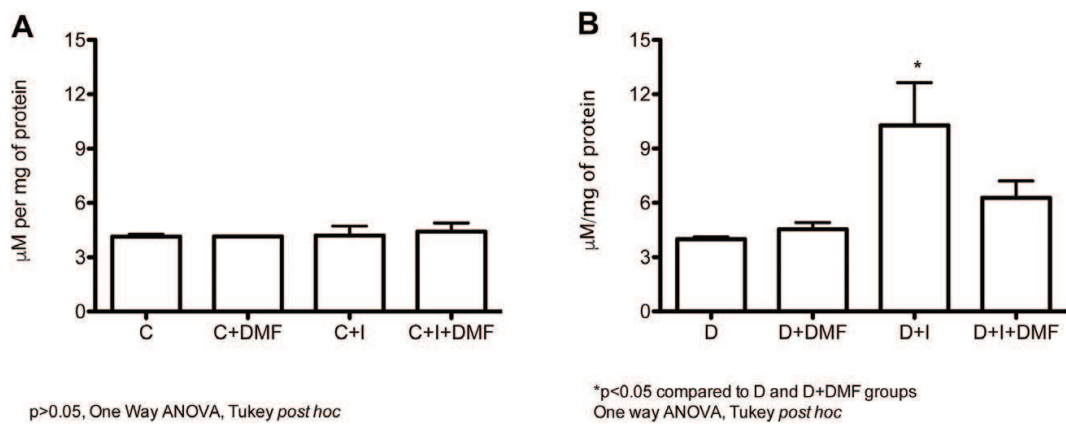 A
15
12
9
6
3
0
μM per mg of protein
C
C+DMF
C+I
C+I+DMF
p>0.05, One Way ANOVA, Tukey post hoc
B
15
12
9
6
3
0
μM/mg of protein
*
D
D+DMF
D+I
D+I+DMF
*p<0.05 compared to D and D+DMF groups
One way ANOVA, Tukey post hoc